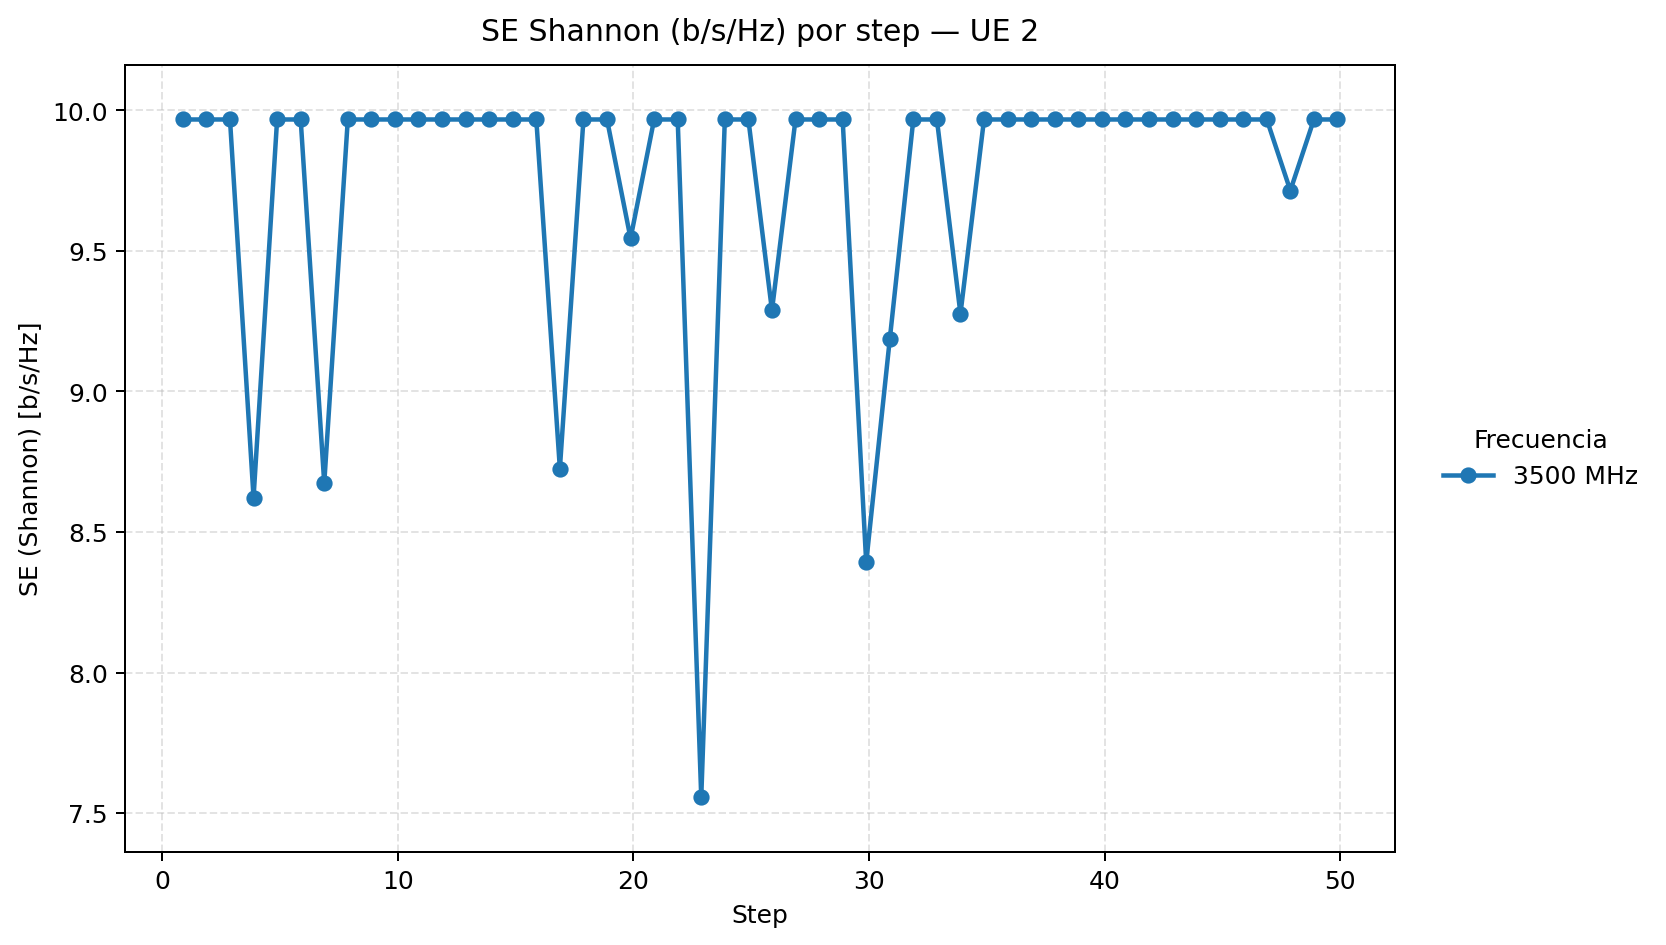 SE Shannon (b/s/Hz) por step — UE 2
SE (Shannon) [b/s/Hz]
10.0
9.5
9.0
8.5
8.0
7.5
0 10 20 30 40 50
Step
Frecuencia
3500 MHz